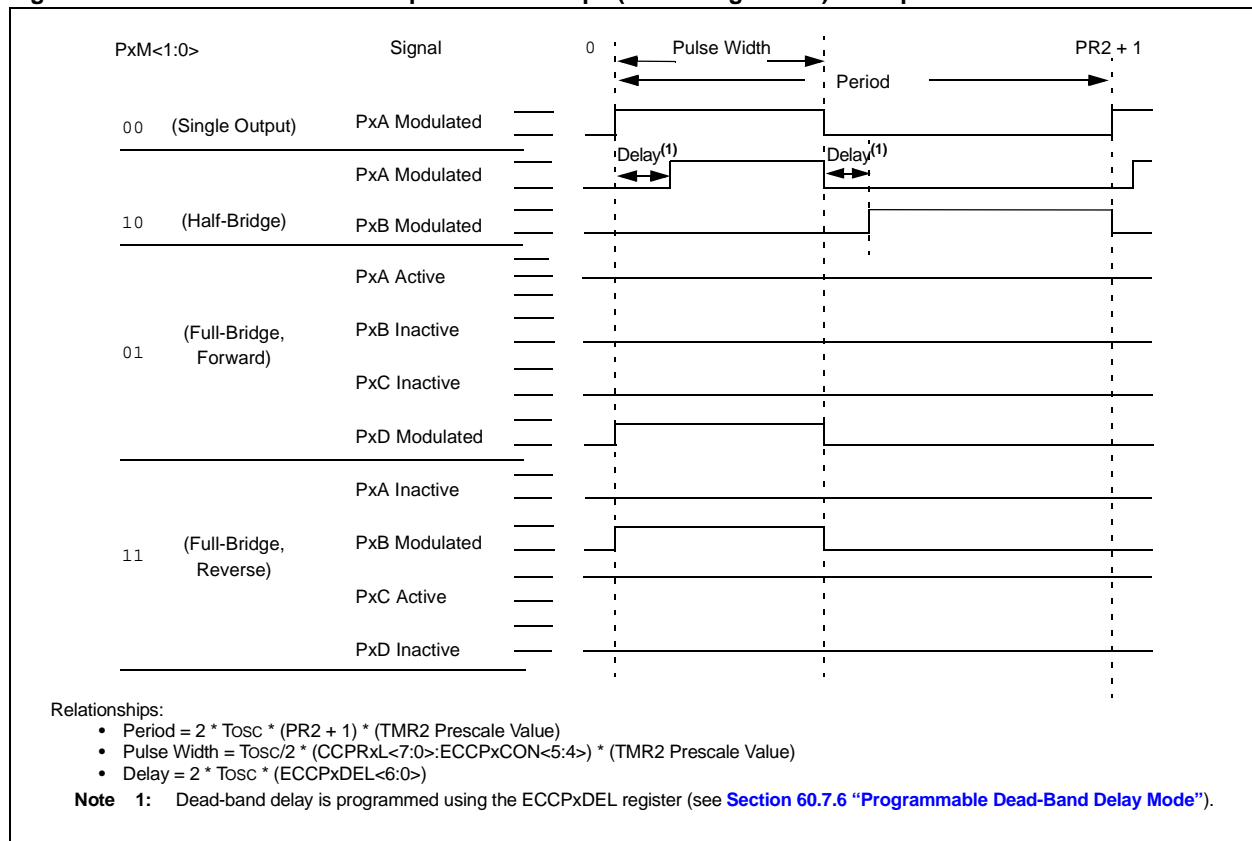 PxM<1:0> Signal 0 Pulse Width PR2 + 1
Period
00 (Single Output) PxA Modulated
Delay(1) Delay(1)
PxA Modulated
10 (Half-Bridge) PxB Modulated
PxA Active
PxB Inactive
01 (Full-Bridge,
Forward)
PxC Inactive
PxD Modulated
PxA Inactive
11 (Full-Bridge,
Reverse)
PxB Modulated
PxC Active
PxD Inactive
Relationships:
• Period = 2 * TOSC * (PR2 + 1) * (TMR2 Prescale Value)
• Pulse Width = TOSC/2 * (CCPRxL<7:0>:ECCPxCON<5:4>) * (TMR2 Prescale Value)
• Delay = 2 * TOSC * (ECCPxDEL<6:0>)
Note 1: Dead-band delay is programmed using the ECCPxDEL register (see Section 60.7.6 “Programmable Dead-Band Delay Mode”).